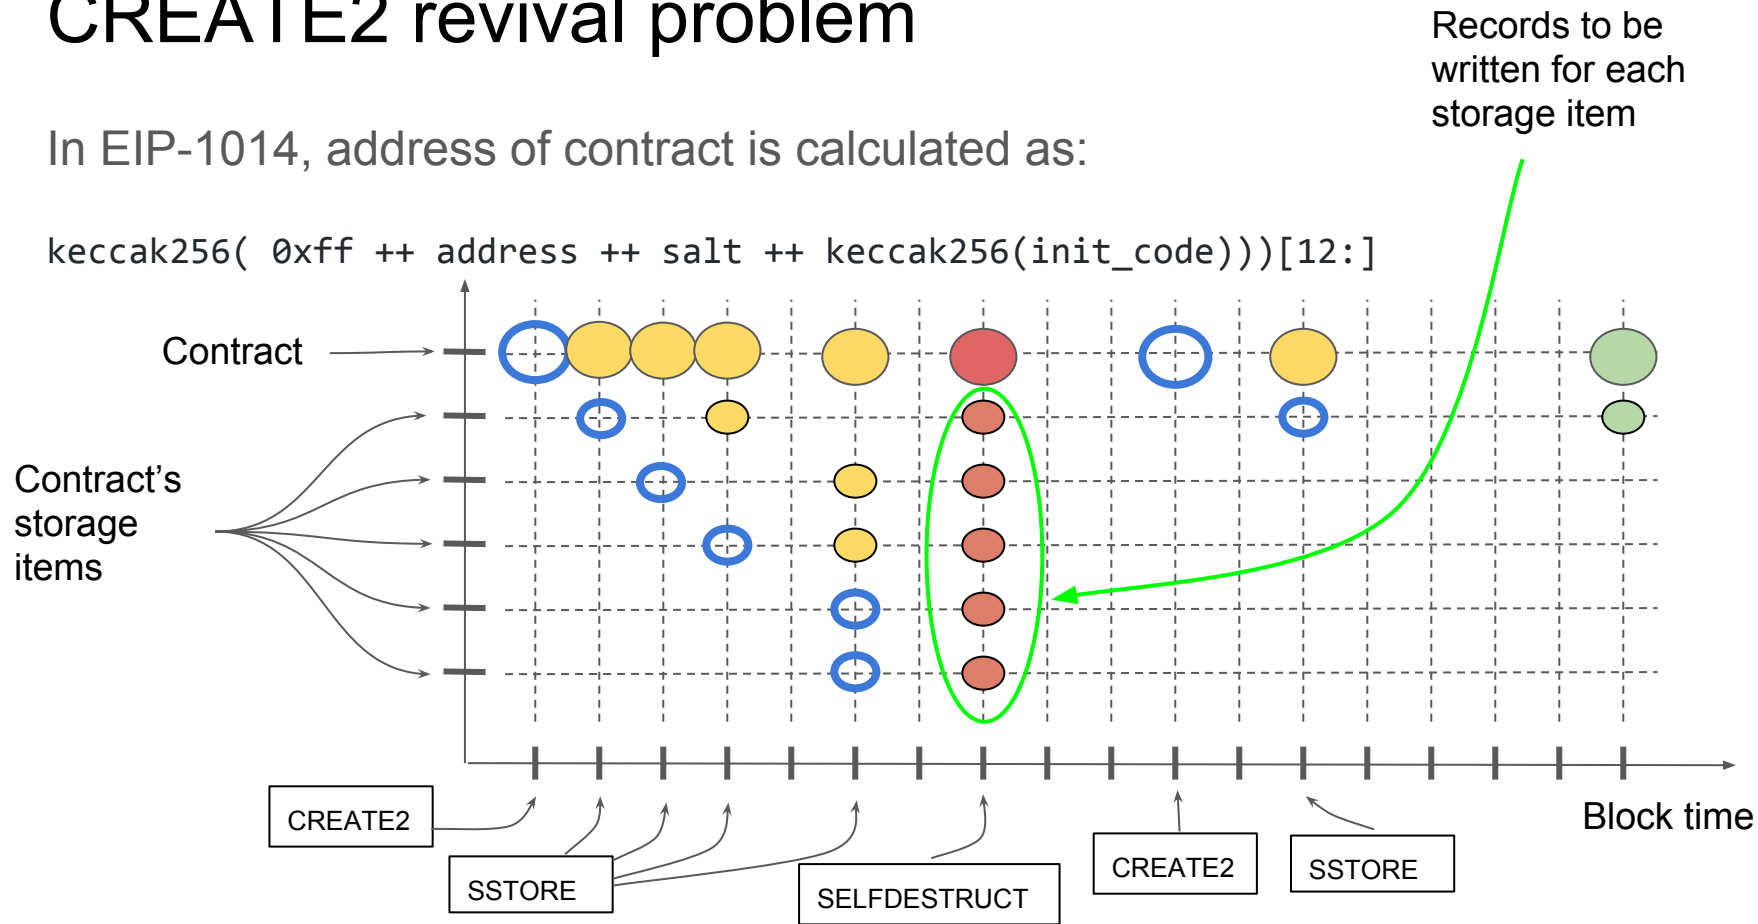 CREATE2 revival problem
Records to be
written for each
storage item
In EIP-1014, address of contract is calculated as:
keccak256( 0xff ++ address ++ salt ++ keccak256(init_code)))[12:]
Contract
Contract's
storage
items
CREATE2
SSTORE
SELFDESTRUCT
CREATE2
SSTORE
Block time